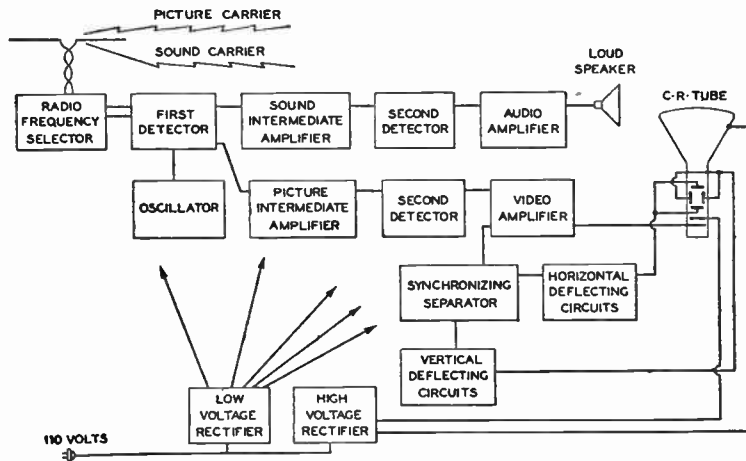 PICTURE CARRIER
SOUND CARRIER
LOUD
SPEAKER
C-R-TUBE
RADIO
FREQUENCY
SELECTOR
FIRST
DETECTOR
SOUND
INTERMEDIATE
AMPLIFIER
SECOND
DETECTOR
AUDIO
AMPLIFIER
OSCILLATOR
PICTURE
INTERMEDIATE
AMPLIFIER
SECOND
DETECTOR
VIDEO
AMPLIFIER
SYNCHRONIZING
SEPARATOR
HORIZONTAL
DEFLECTING
CIRCUITS
VERTICAL
DEFLECTING
CIRCUITS
LOW
VOLTAGE
RECTIFIER
HIGH
VOLTAGE
RECTIFIER
110 VOLTS